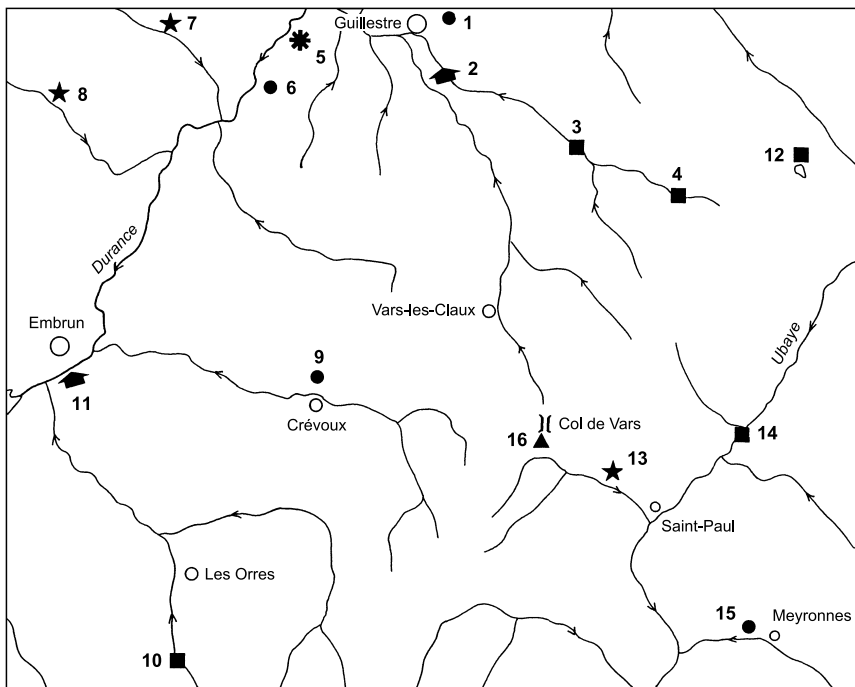 Guillestre
1
7
5
2
6
8
3
12
4
Durance
Vars-les-Claux
Ubaye
Embrun
9
11
Crévoux
Col de Vars
16
14
13
Saint-Paul
Les Orres
15
Meyronnes
10